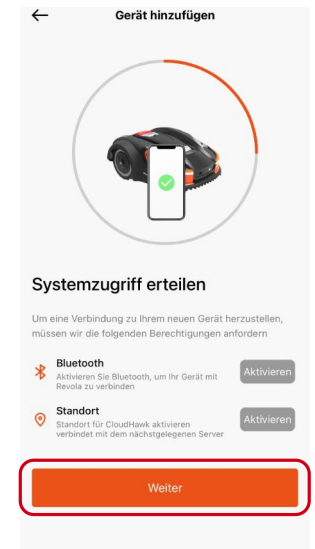 Gerät hinzufügen
Systemzugriff erteilen
Um eine Verbindung zu Ihrem neuen Gerät herzustellen,
müssen wir die folgenden Berechtigungen anfordern
Bluetooth
Aktivieren Sie Bluetooth, um Ihr Gerät mit
Revola zu verbinden
Aktivieren
Standort
Standort für CloudHawk aktivieren
verbindet mit dem nächstgelegenen Server
Aktivieren
Weiter